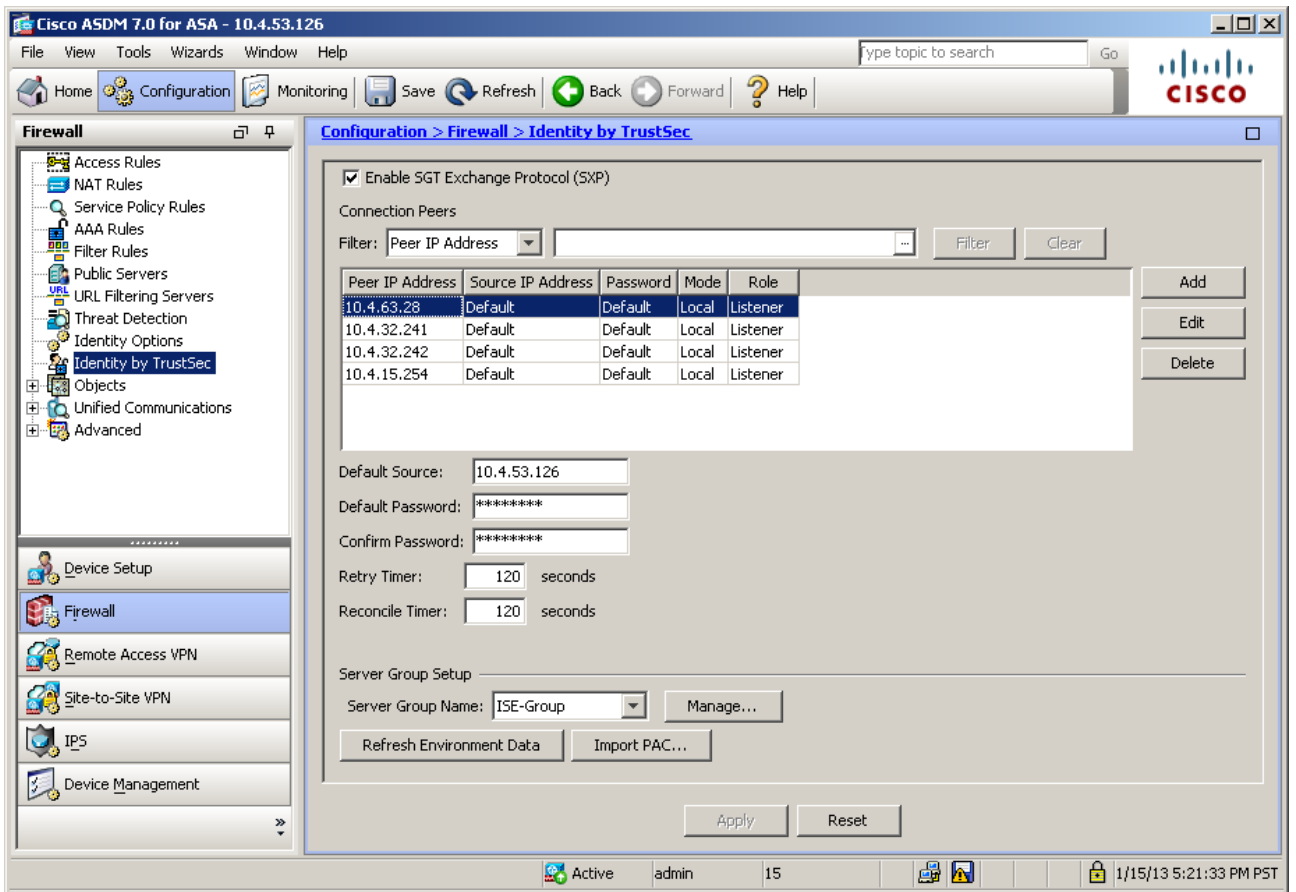 Cisco ASDM 7.0 for ASA - 10.4.53.126
File View Tools Wizards Window Help
Type topic to search Go
Home Configuration Monitoring Save Refresh Back Forward Help
CISCO
Firewall
Access Rules
NAT Rules
Service Policy Rules
AAA Rules
Filter Rules
Public Servers
URL URL Filtering Servers
Threat Detection
Identity Options
Identity by TrustSec
Objects
Unified Communications
Advanced
Device Setup
Firewall
Remote Access VPN
Site-to-Site VPN
IPS
Device Management
Configuration > Firewall > Identity by TrustSec
Enable SGT Exchange Protocol (SXP)
Connection Peers
Filter: Peer IP Address ... Filter Clear
Peer IP Address Source IP Address Password Mode Role
10.4.63.28 Default Default Local Listener
10.4.32.241 Default Default Local Listener
10.4.32.242 Default Default Local Listener
10.4.15.254 Default Default Local Listener
Add
Edit
Delete
Default Source: 10.4.53.126
Default Password: ********
Confirm Password: ********
Retry Timer: 120 seconds
Reconcile Timer: 120 seconds
Server Group Setup
Server Group Name: ISE-Group Manage...
Refresh Environment Data Import PAC...
Apply Reset
Active admin 15 1/15/13 5:21:33 PM PST